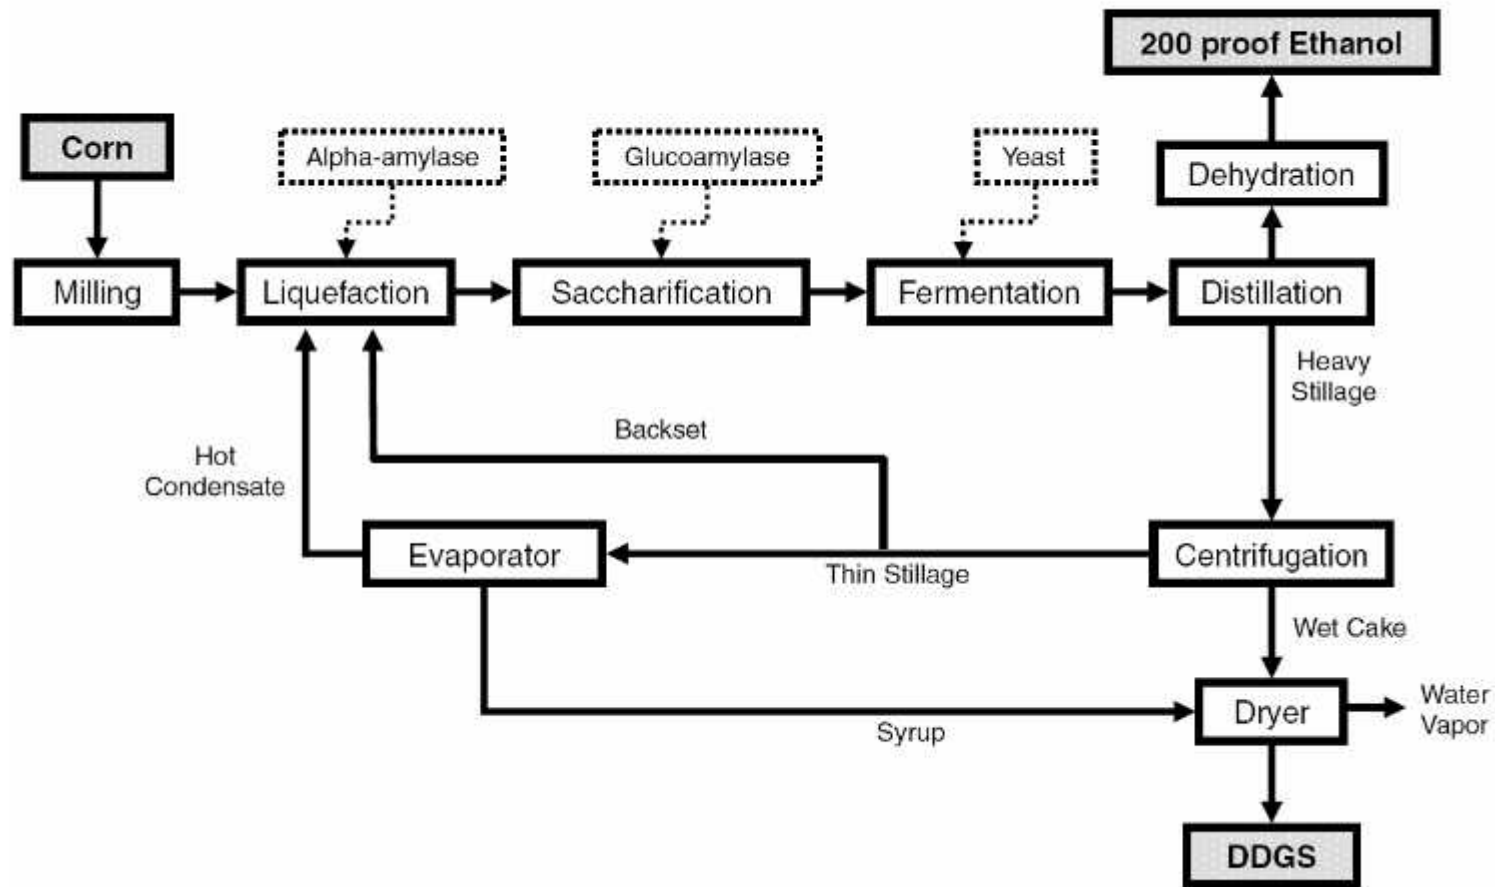 200 proof Ethanol
Corn
Alpha-amylase
Glucoamylase
Yeast
Dehydration
Milling
Liquefaction
Saccharification
Fermentation
Distillation
Heavy
Stillage
Backset
Hot
Condensate
Evaporator
Centrifugation
Thin Stillage
Wet Cake
Water
Vapor
Dryer
Syrup
DDGS